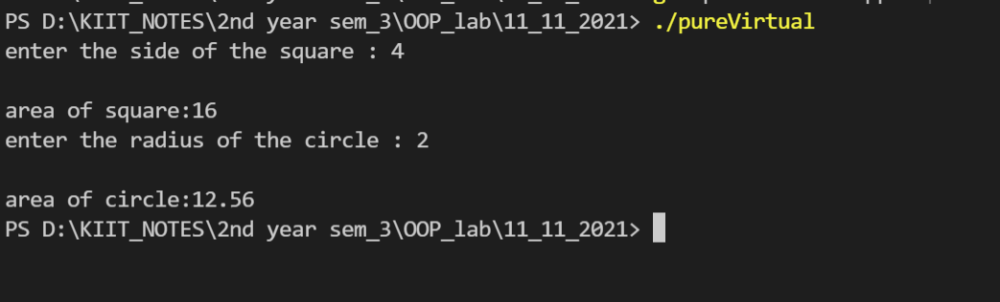 PS D:\KIIT_NOTES\2nd year sem_3\OOP_lab\11_11_2021> ./pureVirtual
enter the side of the square : 4
area of square:16
enter the radius of the circle : 2
area of circle:12.56
PS D:\KIIT_NOTES\2nd year sem_3\OOP_lab\11_11_2021>